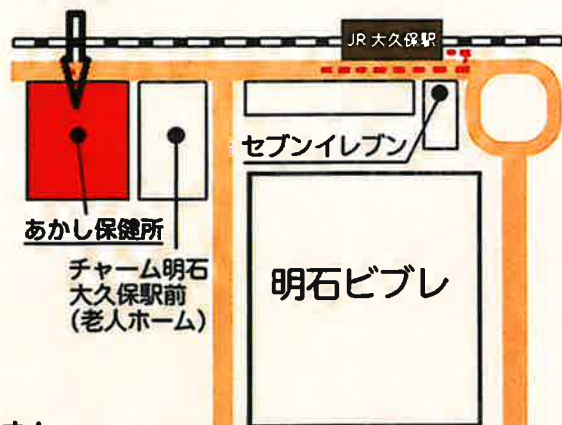 JR 大久保駅
セブンイレブン
あかし保健所
チャーム明石
大久保駅前
(老人ホーム)
明石ビブレ